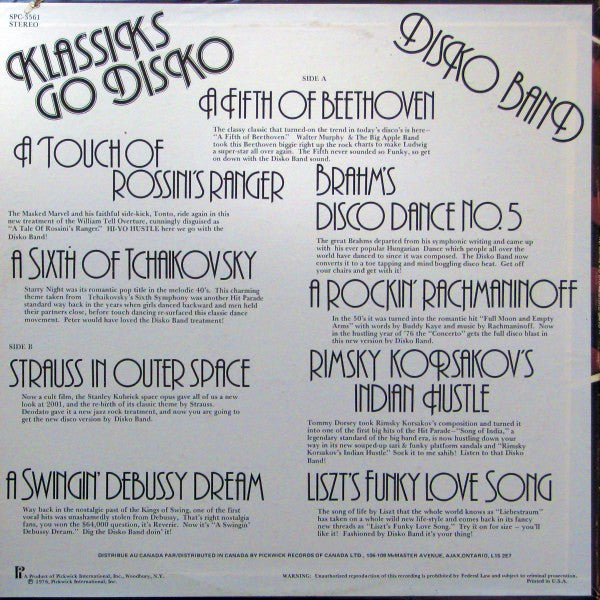 SPC-3561
STEREO
KLASSICKS
GO DISKO
DISKO BAND
SIDE A
A FIFTH OF BEETHOVEN
The classy classic that turned-on the trend in today's disco's is here–
"A Fifth of Beethoven." Walter Murphy & The Big Apple Band
took this Beethoven biggie right up the rock charts to make Ludwig
a super-star all over again. The Fifth never sounded so Funky, so get
on down with the Disko Band sound.
A TOUCH OF
ROSSINI'S RANGER
The Masked Marvel and his faithful side-kick, Tonto, ride again in this
new treatment of the William Tell Overture, cunningly disguised as
"A Tale Of Rossini's Ranger." HI-YO HUSTLE here we go with the
Disko Band!
BRAHM'S
DISCO DANCE NO. 5
The great Brahms departed from his symphonic writing and came up
with his ever popular Hungarian Dance which people all over the
world have danced to since it was composed. The Disko Band now
converts it to a toe tapping and mind boggling disco beat. Get off
your chairs and get with it!
A SIXTH OF TCHAIKOVSKY
Starry Night was its romantic pop title in the melodic 40's. This charming
theme taken from Tchaikovsky's Sixth Symphony was another Hit Parade
standard way back in the years when girls danced backward and men held
their partners close, before touch dancing re-surfaced this classic dance
movement. Peter would have loved the Disko Band treatment!
A ROCKIN' RACHMANINOFF
In the 50's it was turned into the romantic hit "Full Moon and Empty
Arms" with words by Buddy Kaye and music by Rachmaninoff. Now
in the hustling year of '76 the "Concerto" gets the full disco blast in
this new version by Disko Band.
SIDE B
STRAUSS IN OUTER SPACE
Now a cult film, the Stanley Kubrick space opus gave all of us a new
look at 2001, and the re-birth of its classic theme by Strauss.
Deodato gave it a new jazz rock treatment, and now you are going to
get the new disco version by Disko Band.
RIMSKY KORSAKOV'S
INDIAN HUSTLE
Tommy Dorsey took Rimsky Korsakov's composition and turned it
into one of the first big hits of the Hit Parade–"Song of India," a
legendary standard of the big band era, is now hustling down your
way in its new souped-up tari & funky platform sandals and "Rimsky
Korsakov's Indian Hustle." Sock it to me sahib! Listen to that Disko
Band!
A SWINGIN' DEBUSSY DREAM
Way back in the nostalgic past of the Kings of Swing, one of the first
vocal hits was unashamedly stolen from Debussy. That's right nostalgia
fans, you won the $64,000 question, it's Reverie. Now it's "A Swingin'
Debussy Dream." Dig the Disko Band doin' it!
LISZT'S FUNKY LOVE SONG
The song of life by Liszt that the whole world knows as "Liebestraum"
has taken on a whole wild new life-style and comes back in its fancy
new threads as "Liszt's Funky Love Song." Try it on for size — you'll
like it! Fashioned by Disko Band it's your thing!
DISTRIBUE AU CANADA PAR/DISTRIBUTED IN CANADA BY PICKWICK RECORDS OF CANADA LTD., 106-108 McMASTER AVENUE, AJAX, ONTARIO, L1S 2E7
A Product of Pickwick International, Inc., Woodbury, N.Y.
℗ 1976, Pickwick International, Inc.
WARNING: Unauthorized reproduction of this recording is prohibited by Federal Law and subject to criminal prosecution.
Printed in U.S.A.